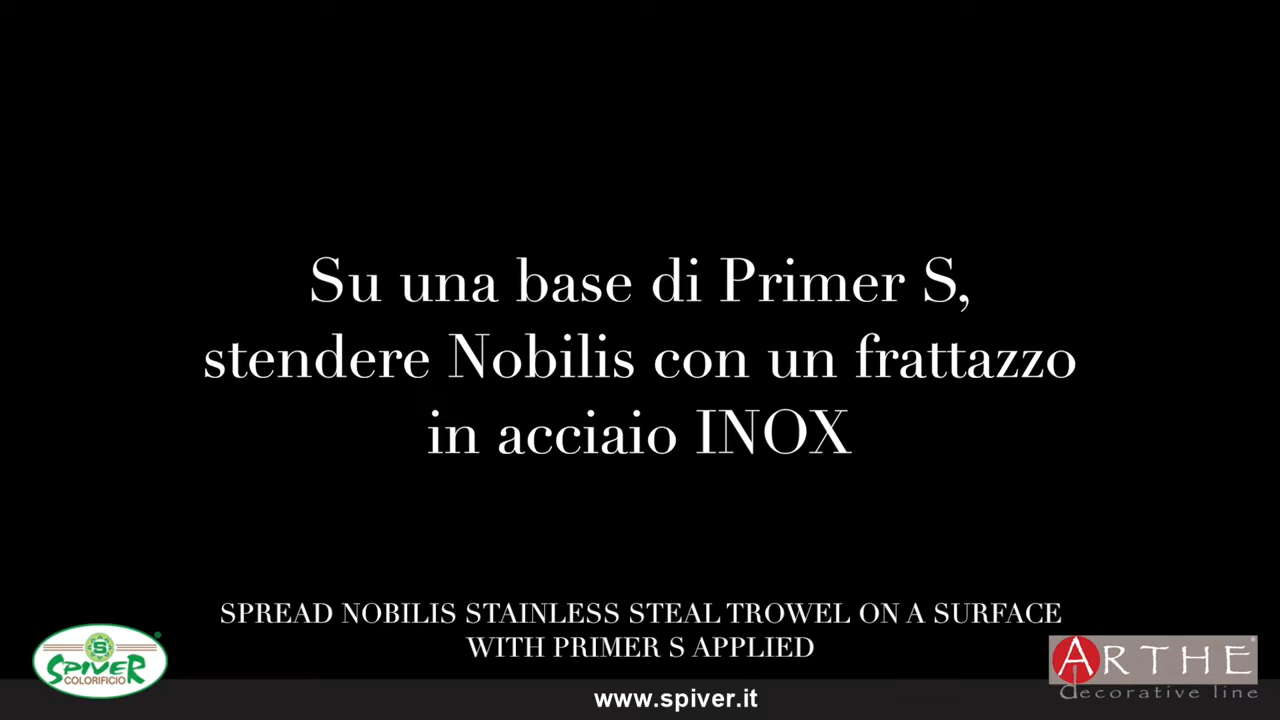 Su una base di Primer S,
stendere Nobilis con un frattazzo
in acciaio INOX
SPREAD NOBILIS STAINLESS STEAL TROWEL ON A SURFACE
WITH PRIMER S APPLIED
S
SPIVER
COLORIFICIO
®
ARTHE
®
decorative line
www.spiver.it